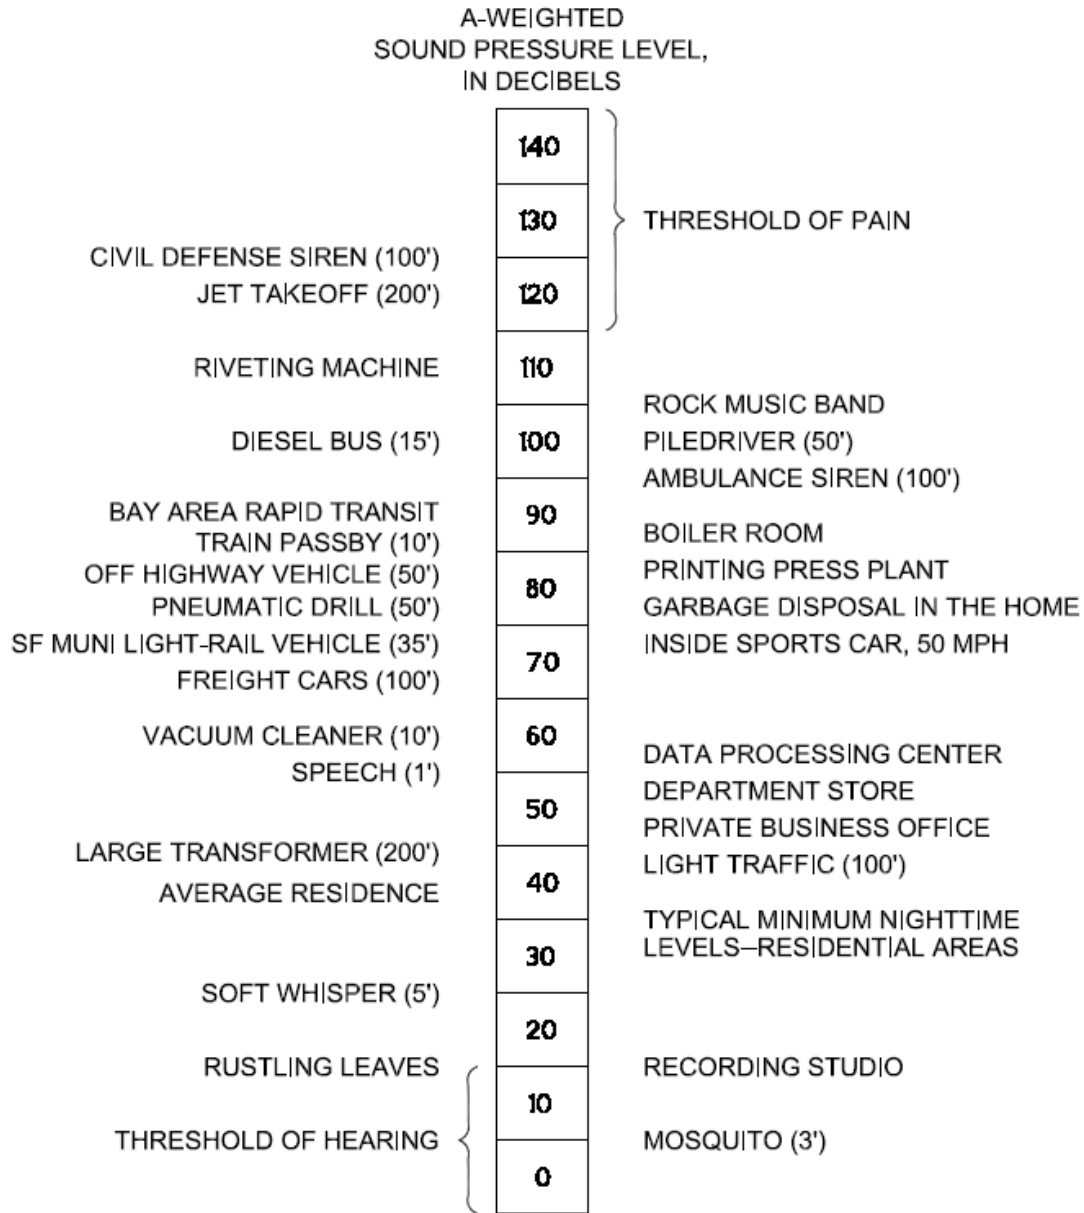 A-WEIGHTED
SOUND PRESSURE LEVEL,
IN DECIBELS
140
130
THRESHOLD OF PAIN
CIVIL DEFENSE SIREN (100')
JET TAKEOFF (200')
120
RIVETING MACHINE
110
ROCK MUSIC BAND
DIESEL BUS (15')
100
PILEDRIVER (50')
AMBULANCE SIREN (100')
BAY AREA RAPID TRANSIT
90
TRAIN PASSBY (10')
BOILER ROOM
OFF HIGHWAY VEHICLE (50')
PRINTING PRESS PLANT
80
PNEUMATIC DRILL (50')
GARBAGE DISPOSAL IN THE HOME
SF MUNI LIGHT-RAIL VEHICLE (35')
INSIDE SPORTS CAR, 50 MPH
70
FREIGHT CARS (100')
VACUUM CLEANER (10')
60
DATA PROCESSING CENTER
SPEECH (1')
DEPARTMENT STORE
50
PRIVATE BUSINESS OFFICE
LARGE TRANSFORMER (200')
LIGHT TRAFFIC (100')
40
AVERAGE RESIDENCE
TYPICAL MINIMUM NIGHTTIME
LEVELS–RESIDENTIAL AREAS
30
SOFT WHISPER (5')
20
RUSTLING LEAVES
RECORDING STUDIO
10
THRESHOLD OF HEARING
MOSQUITO (3')
0